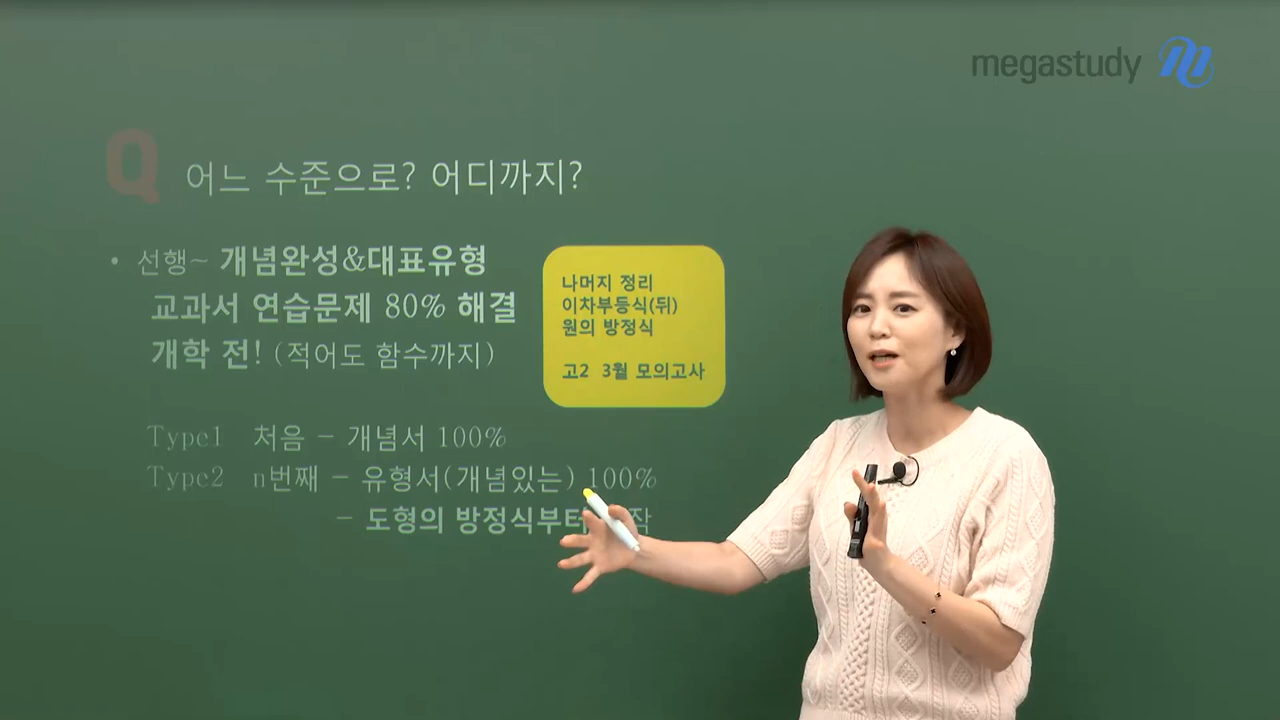 megastudy
Q 어느 수준으로? 어디까지?
• 선행~ 개념완성&대표유형
교과서 연습문제 80% 해결
개학 전! (적어도 함수까지)
나머지 정리
이차부등식(뒤)
원의 방정식
고2 3월 모의고사
Type1 처음 - 개념서 100%
Type2 n번째 - 유형서(개념있는) 100%
- 도형의 방정식부터 작